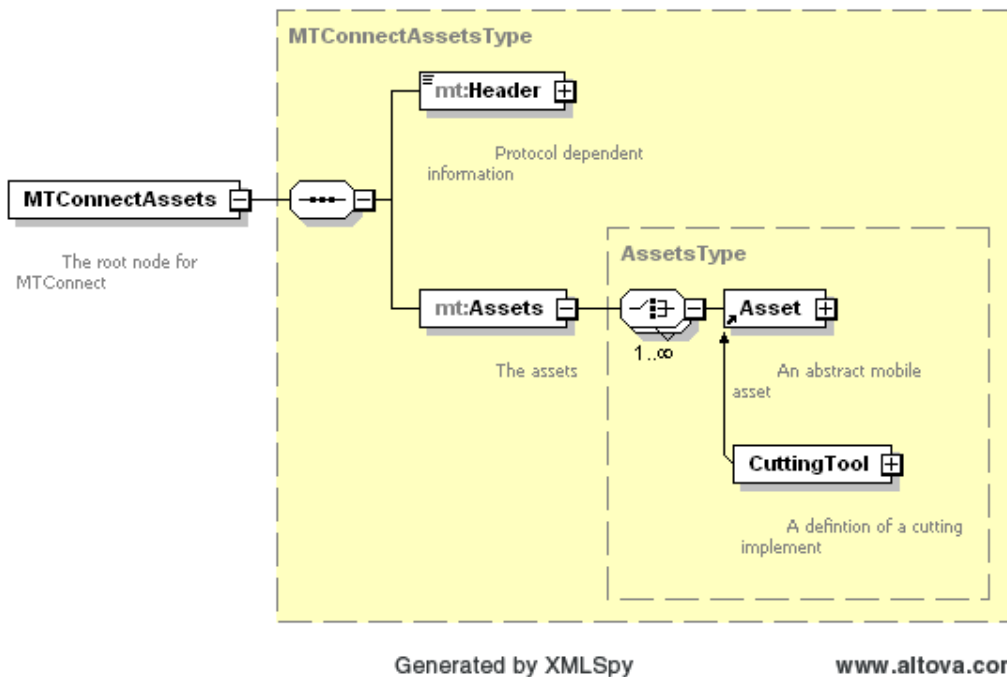 MTConnectAssetsType
mt:Header
Protocol dependent
information
MTConnectAssets
The root node for
MTConnect
AssetsType
mt:Assets
Asset
1..∞
The assets
An abstract mobile
asset
CuttingTool
A defintion of a cutting
implement
Generated by XMLSpy
www.altova.com